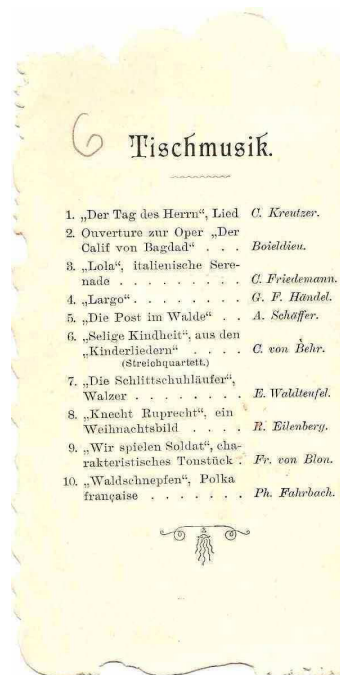 6
Tischmusik.
1. „Der Tag des Herrn“, Lied C. Kreutzer.
2. Ouverture zur Oper „Der
Calif von Bagdad“ . . . Boieldieu.
3. „Lola“, italienische Sere-
nade . . . . . . . . C. Friedemann.
4. „Largo“ . . . . . . . G. F. Händel.
5. „Die Post im Walde“ . . A. Schäffer.
6. „Selige Kindheit“, aus den
„Kinderliedern“ . . . . C. von Behr.
(Streichquartett.)
7. „Die Schlittschuhläufer“,
Walzer . . . . . . . E. Waldteufel.
8. „Knecht Ruprecht“, ein
Weihnachtsbild . . . . R. Eilenberg.
9. „Wir spielen Soldat“, cha-
rakteristisches Tonstück . Fr. von Blon.
10. „Waldschnepfen“, Polka
française . . . . . . . Ph. Fahrbach.